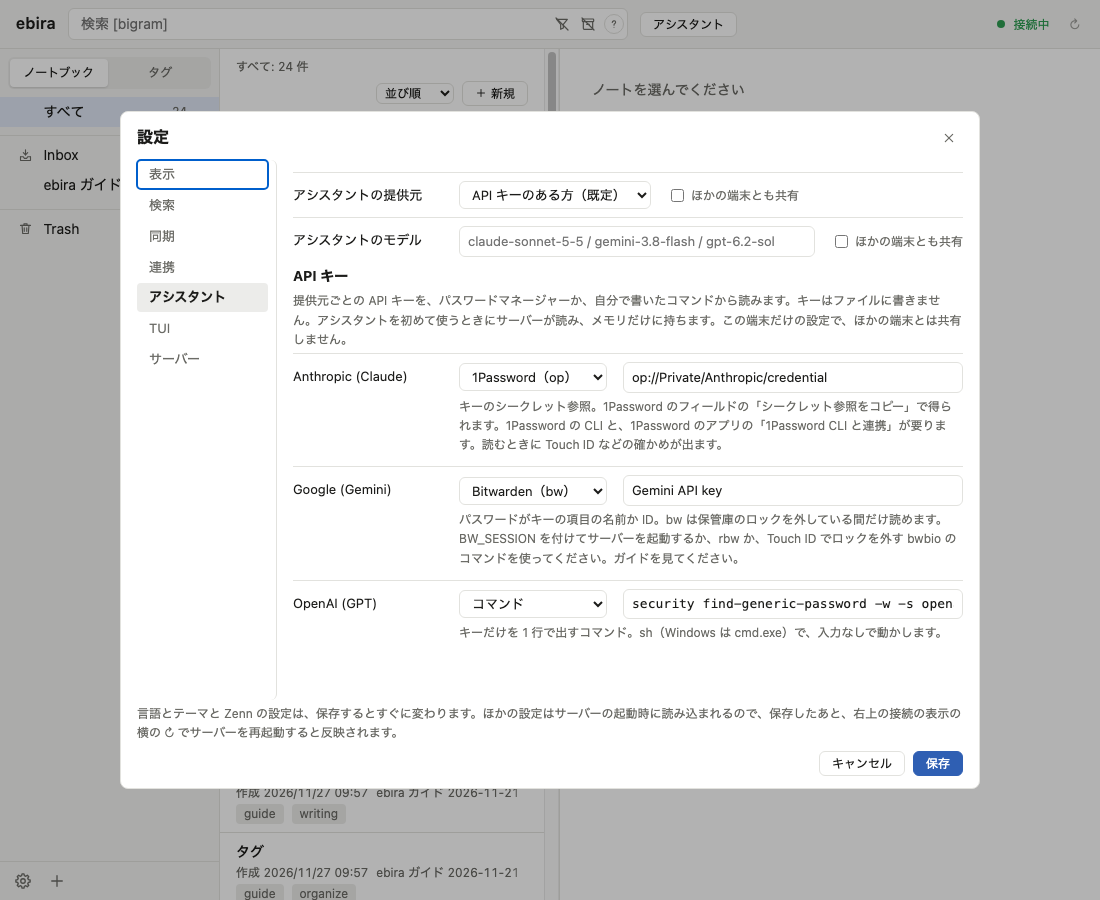 ebira
検索 [bigram]
?
アシスタント
接続中
ノートブック
タグ
すべて: 24 件
並び順
+ 新規
ノートを選んでください
すべて
24
Inbox
ebira ガイド
Trash
設定
表示
検索
同期
連携
アシスタント
TUI
サーバー
アシスタントの提供元
API キーのある方（既定）
ほかの端末とも共有
アシスタントのモデル
claude-sonnet-5-5 / gemini-3.8-flash / gpt-6.2-sol
ほかの端末とも共有
API キー
提供元ごとの API キーを、パスワードマネージャーか、自分で書いたコマンドから読みます。キーはファイルに書きませ
ん。アシスタントを初めて使うときにサーバーが読み、メモリだけに持ちます。この端末だけの設定で、ほかの端末とは共有
しません。
Anthropic (Claude)
1Password（op）
op://Private/Anthropic/credential
キーのシークレット参照。1Password のフィールドの「シークレット参照をコピー」で得ら
れます。1Password の CLI と、1Password のアプリの「1Password CLI と連携」が要りま
す。読むときに Touch ID などの確かめが出ます。
Google (Gemini)
Bitwarden（bw）
Gemini API key
パスワードがキーの項目の名前か ID。bw は保管庫のロックを外している間だけ読めます。
BW_SESSION を付けてサーバーを起動するか、rbw か、Touch ID でロックを外す bwbio の
コマンドを使ってください。ガイドを見てください。
OpenAI (GPT)
コマンド
security find-generic-password -w -s open
キーだけを 1 行で出すコマンド。sh（Windows は cmd.exe）で、入力なしで動かします。
言語とテーマと Zenn の設定は、保存するとすぐに変わります。ほかの設定はサーバーの起動時に読み込まれるので、保存したあと、右上の接続の表示の
横の ↻ でサーバーを再起動すると反映されます。
キャンセル
保存
作成 2026/11/27 09:57 ebira ガイド 2026-11-21
guide
writing
タグ
作成 2026/11/27 09:57 ebira ガイド 2026-11-21
guide
organize